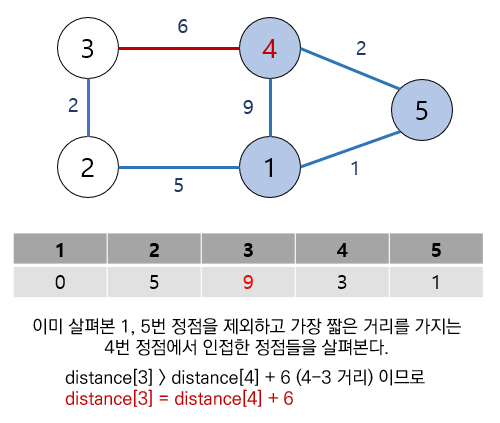 6
3
4
2
2
9
5
2
1
1
5
1 2 3 4 5
0 5 9 3 1
이미 살펴본 1, 5번 정점을 제외하고 가장 짧은 거리를 가지는
4번 정점에서 인접한 정점들을 살펴본다.
distance[3] > distance[4] + 6 (4-3 거리) 이므로
distance[3] = distance[4] + 6